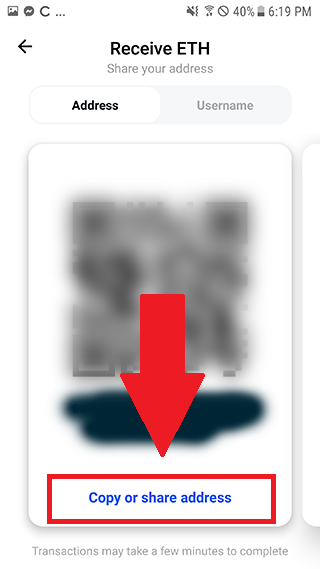 C ... 40% 6:19 PM
Receive ETH
Share your address
Address Username
Copy or share address
Transactions may take a few minutes to complete